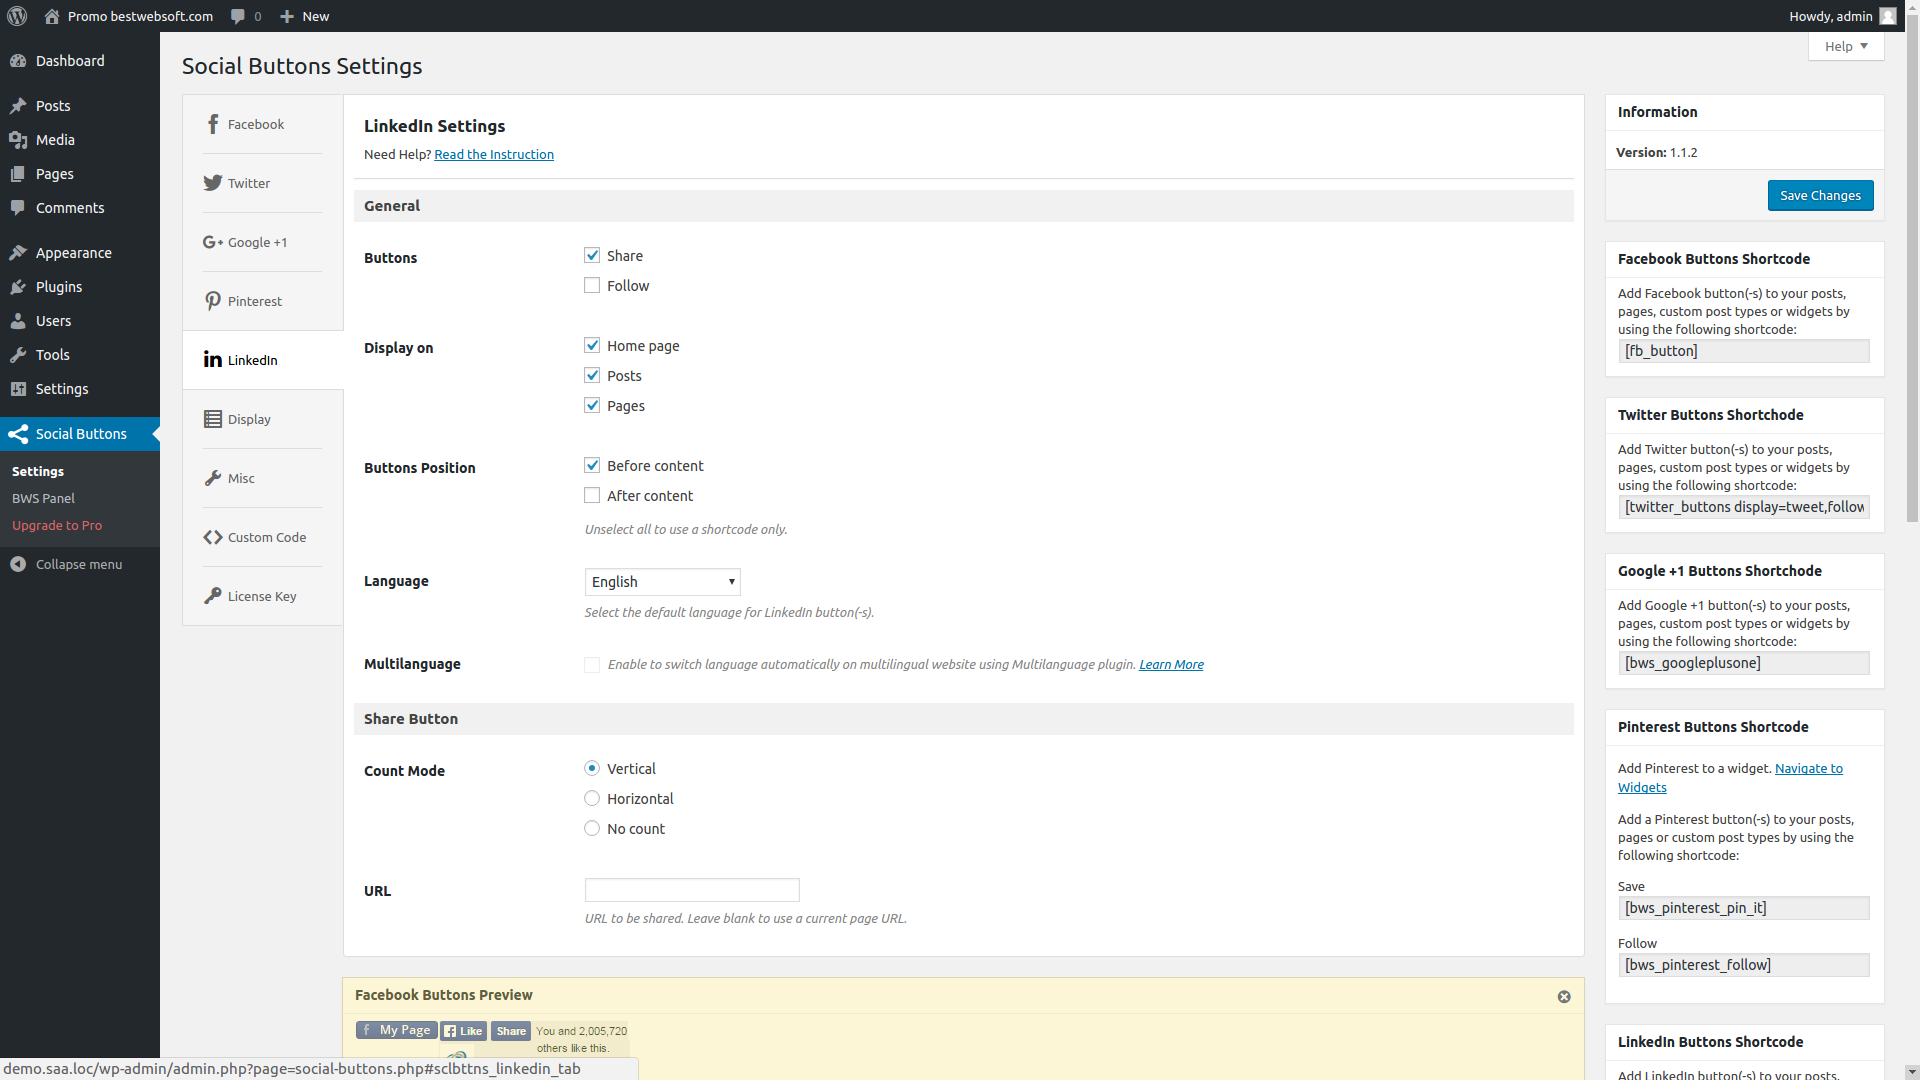 Promo bestwebsoft.com 0 New Howdy, admin
Help
Dashboard
Posts
Media
Pages
Comments
Appearance
Plugins
Users
Tools
Settings
Social Buttons
Settings
BWS Panel
Upgrade to Pro
Collapse menu
Social Buttons Settings
Facebook
Twitter
Google +1
Pinterest
LinkedIn
Display
Misc
Custom Code
License Key
LinkedIn Settings
Need Help? Read the Instruction
General
Buttons
Share
Follow
Display on
Home page
Posts
Pages
Buttons Position
Before content
After content
Unselect all to use a shortcode only.
Language
English
Select the default language for LinkedIn button(-s).
Multilanguage
Enable to switch language automatically on multilingual website using Multilanguage plugin. Learn More
Share Button
Count Mode
Vertical
Horizontal
No count
URL
URL to be shared. Leave blank to use a current page URL.
Facebook Buttons Preview
My Page Like Share You and 2,005,720
others like this.
Information
Version: 1.1.2
Save Changes
Facebook Buttons Shortcode
Add Facebook button(-s) to your posts,
pages, custom post types or widgets by
using the following shortcode:
[fb_button]
Twitter Buttons Shortchode
Add Twitter button(-s) to your posts,
pages, custom post types or widgets by
using the following shortcode:
[twitter_buttons display=tweet,follow
Google +1 Buttons Shortchode
Add Google +1 button(-s) to your posts,
pages, custom post types or widgets by
using the following shortcode:
[bws_googleplusone]
Pinterest Buttons Shortcode
Add Pinterest to a widget. Navigate to
Widgets
Add a Pinterest button(-s) to your posts,
pages or custom post types by using the
following shortcode:
Save
[bws_pinterest_pin_it]
Follow
[bws_pinterest_follow]
LinkedIn Buttons Shortcode
Add LinkedIn button(-s) to your posts,
demo.saa.loc/wp-admin/admin.php?page=social-buttons.php#sclbttns_linkedin_tab